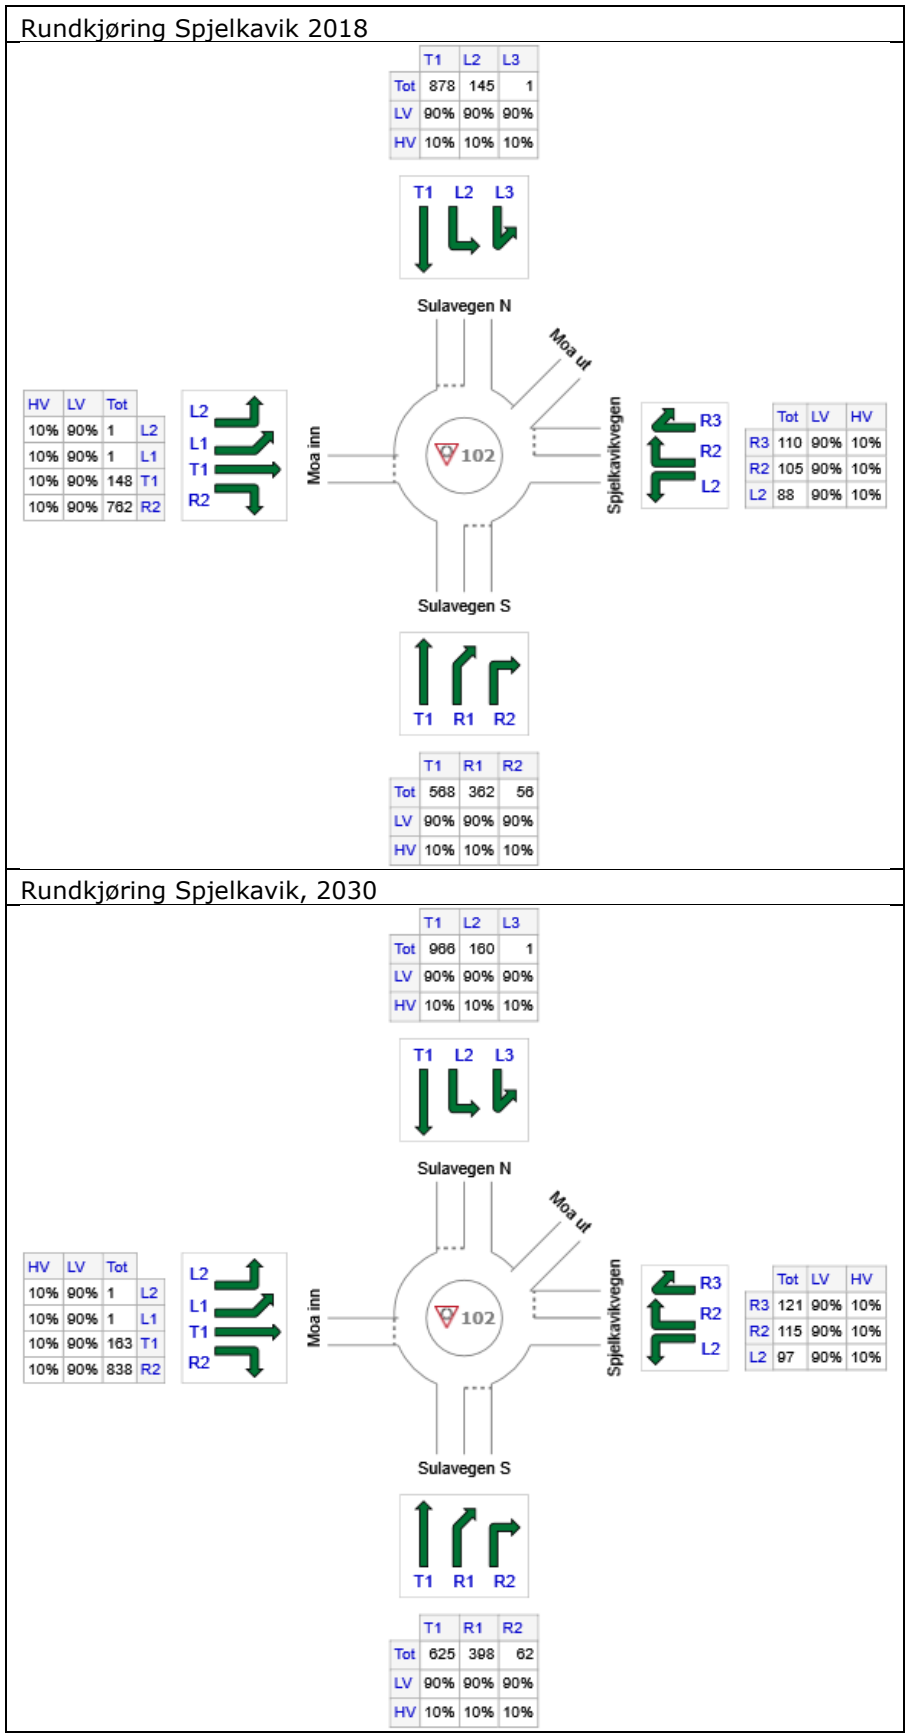 Rundkjøring Spjelkavik 2018
T1 L2 L3
Tot 878 145 1
LV 90% 90% 90%
HV 10% 10% 10%
T1 L2 L3
Sulavegen N
Moa ut
HV LV Tot
10% 90% 1 L2
10% 90% 1 L1
10% 90% 148 T1
10% 90% 762 R2
L2
L1
T1
R2
Moa inn
102
Spjelkavikvegen
R3
R2
L2
Tot LV HV
R3 110 90% 10%
R2 105 90% 10%
L2 88 90% 10%
Sulavegen S
T1 R1 R2
T1 R1 R2
Tot 568 362 56
LV 90% 90% 90%
HV 10% 10% 10%
Rundkjøring Spjelkavik, 2030
T1 L2 L3
Tot 966 160 1
LV 90% 90% 90%
HV 10% 10% 10%
T1 L2 L3
Sulavegen N
Moa ut
HV LV Tot
10% 90% 1 L2
10% 90% 1 L1
10% 90% 163 T1
10% 90% 838 R2
L2
L1
T1
R2
Moa inn
102
Spjelkavikvegen
R3
R2
L2
Tot LV HV
R3 121 90% 10%
R2 115 90% 10%
L2 97 90% 10%
Sulavegen S
T1 R1 R2
T1 R1 R2
Tot 625 398 62
LV 90% 90% 90%
HV 10% 10% 10%